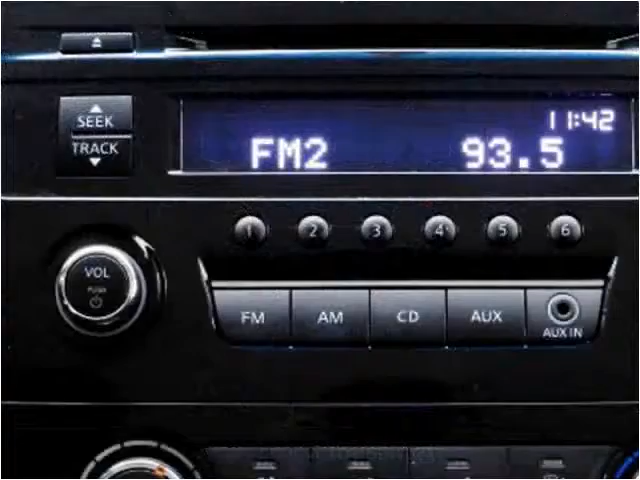 SEEK
TRACK
11:42
FM2 93.5
1 2 3 4 5 6
VOL
PUSH
FM AM CD AUX
AUX IN